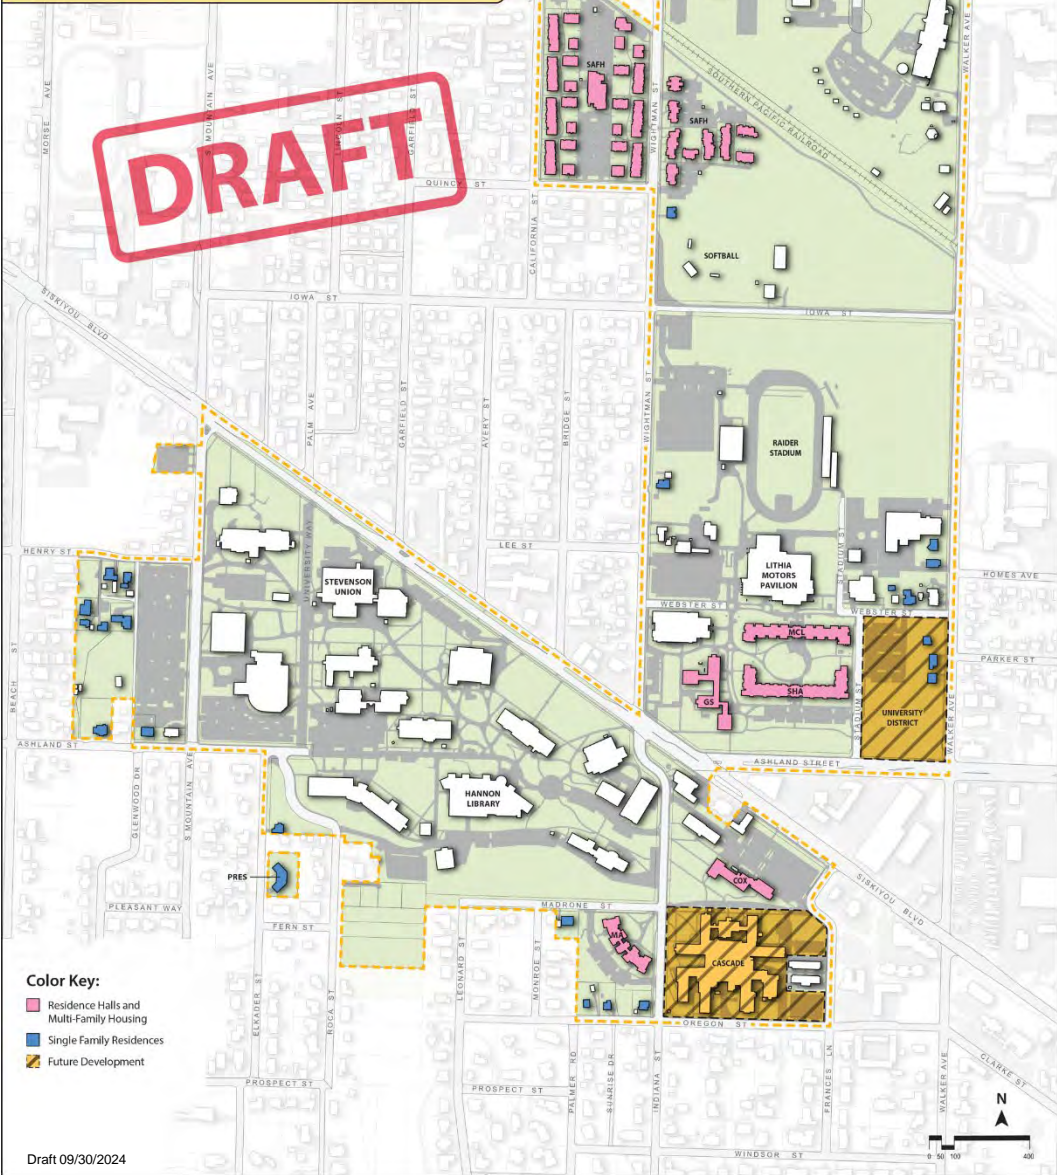 WALKER AVE
SAFH
MORSE AVE
S MOUNTAIN AVE
LINCOLN ST
GARFIELD ST
WIGHTMAN ST
SOUTHERN PACIFIC RAILROAD
SAFH
DRAFT
QUINCY ST
CALIFORNIA ST
SOFTBALL
SISKIYOU BLVD
IOWA ST
IOWA ST
PALM AVE
GARFIELD ST
AVERY ST
BRIDGE ST
WIGHTMAN ST
RAIDER
STADIUM
HENRY ST
UNIVERSITY WAY
LEE ST
STADIUM ST
STEVENSON
UNION
LITHIA
MOTORS
PAVILION
HOMES AVE
WEBSTER ST
WEBSTER ST
MCL
BEACH ST
PARKER ST
SHA
GS
STADIUM ST
UNIVERSITY
DISTRICT
WALKER AVE
ASHLAND ST
ASHLAND STREET
GLENWOOD DR
S MOUNTAIN AVE
HANNON
LIBRARY
PRES
COX
SISKIYOU BLVD
PLEASANT WAY
MADRONE ST
FERN ST
MA
CASCADE
LEONARD ST
MONROE ST
Color Key:
Residence Halls and
Multi-Family Housing
Single Family Residences
Future Development
ELKADER ST
ROCA ST
OREGON ST
PROSPECT ST
PROSPECT ST
PALMER RD
SUNRISE DR
INDIANA ST
FRANCES LN
WALKER AVE
CLARKE ST
N
0 50 100 400
WINDSOR ST
Draft 09/30/2024